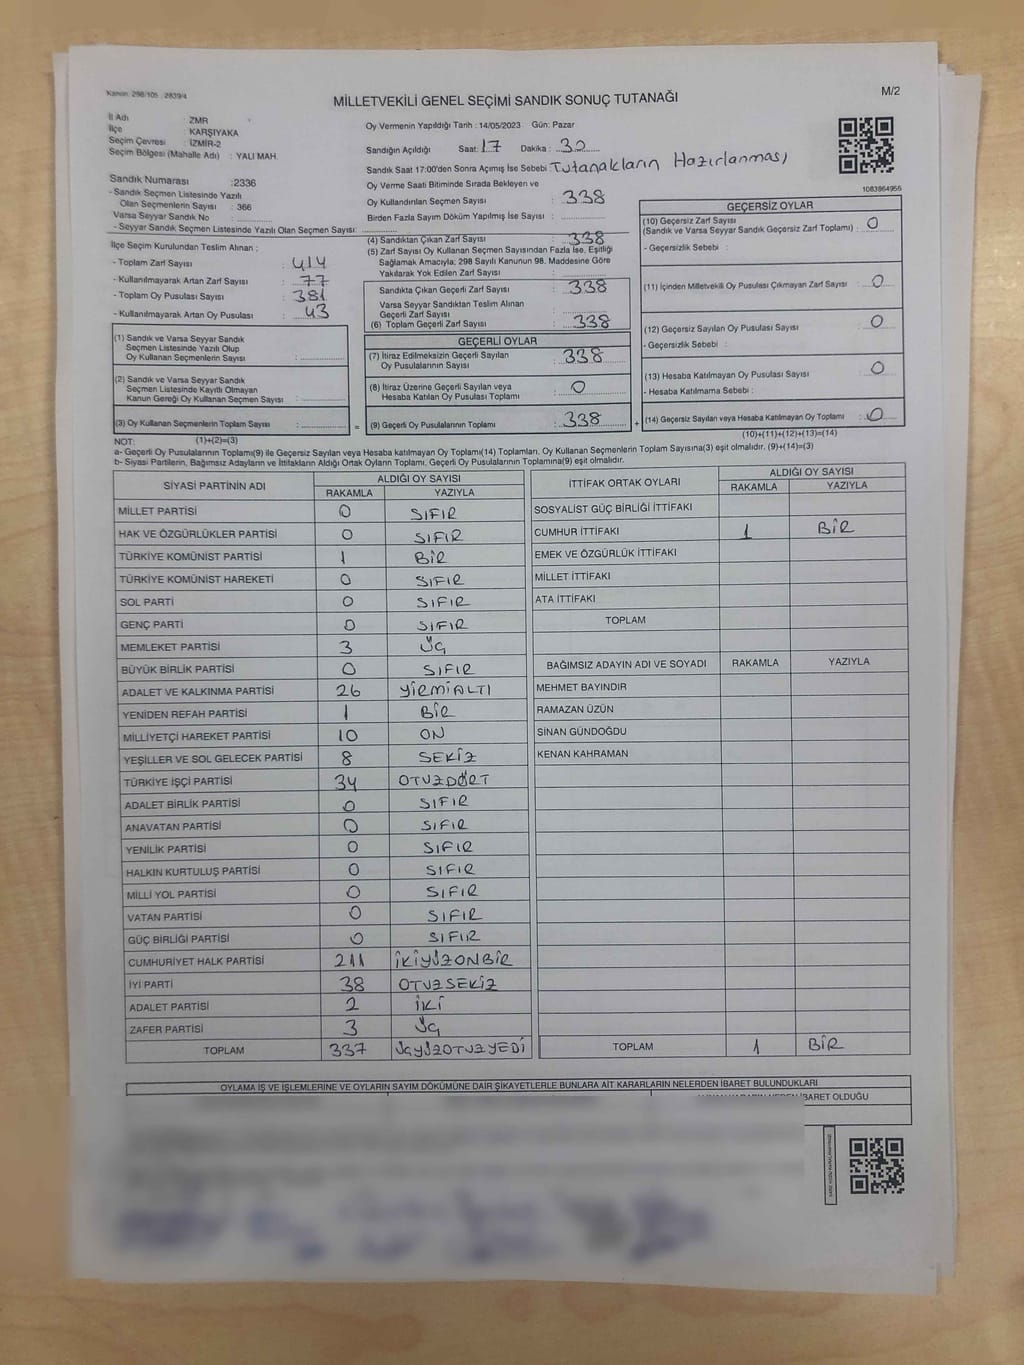 Kanun: 298/105 2839/4
MİLLETVEKİLİ GENEL SEÇİMİ SANDIK SONUÇ TUTANAĞI
M/2
İl Adı : ZMR
İlçe : KARŞIYAKA
Seçim Çevresi : İZMİR-2
Seçim Bölgesi (Mahalle Adı) : YALI MAH.
Sandık Numarası :2336
- Sandık Seçmen Listesinde Yazılı
Olan Seçmenlerin Sayısı : 366
Varsa Seyyar Sandık No :
- Seyyar Sandık Seçmen Listesinde Yazılı Olan Seçmen Sayısı:
Oy Vermenin Yapıldığı Tarih : 14/05/2023 Gün: Pazar
Sandığın Açıldığı Saat: 17 Dakika : 32
Sandık Saat 17:00'den Sonra Açımış İse Sebebi : Tutanakların Hazırlanması
Oy Verme Saati Bitiminde Sırada Bekleyen ve
Oy Kullandırılan Seçmen Sayısı : 338
Birden Fazla Sayım Döküm Yapılmış İse Sayısı :
1083864956
İlçe Seçim Kurulundan Teslim Alınan ;
- Toplam Zarf Sayısı : 414
- Kullanılmayarak Artan Zarf Sayısı : 77
- Toplam Oy Pusulası Sayısı : 381
- Kullanılmayarak Artan Oy Pusulası : 43
(4) Sandıktan Çıkan Zarf Sayısı : 338
(5) Zarf Sayısı Oy Kullanan Seçmen Sayısından Fazla İse, Eşitliği
Sağlamak Amacıyla; 298 Sayılı Kanunun 98. Maddesine Göre
Yakılarak Yok Edilen Zarf Sayısı :
Sandıkta Çıkan Geçerli Zarf Sayısı : 338
Varsa Seyyar Sandıktan Teslim Alınan
Geçerli Zarf Sayısı :
(6) Toplam Geçerli Zarf Sayısı : 338
GEÇERSİZ OYLAR
(10) Geçersiz Zarf Sayısı
(Sandık ve Varsa Seyyar Sandık Geçersiz Zarf Toplamı) : 0
- Geçersizlik Sebebi :
(11) İçinden Milletvekili Oy Pusulası Çıkmayan Zarf Sayısı : 0
(12) Geçersiz Sayılan Oy Pusulası Sayısı : 0
- Geçersizlik Sebebi :
(13) Hesaba Katılmayan Oy Pusulası Sayısı : 0
- Hesaba Katılmama Sebebi :
(14) Geçersiz Sayılan veya Hesaba Katılmayan Oy Toplamı : 0
(10)+(11)+(12)+(13)=(14)
(1) Sandık ve Varsa Seyyar Sandık
Seçmen Listesinde Yazılı Olup
Oy Kullanan Seçmenlerin Sayısı :
(2) Sandık ve Varsa Seyyar Sandık
Seçmen Listesinde Kayıtlı Olmayan
Kanun Gereği Oy Kullanan Seçmen Sayısı :
(3) Oy Kullanan Seçmenlerin Toplam Sayısı : =
(1)+(2)=(3)
GEÇERLİ OYLAR
(7) İtiraz Edilmeksizin Geçerli Sayılan
Oy Pusulalarının Sayısı : 338
(8) İtiraz Üzerine Geçerli Sayılan veya
Hesaba Katılan Oy Pusulası Toplamı : 0
(9) Geçerli Oy Pusulalarının Toplamı : 338 +
NOT:
a- Geçerli Oy Pusulalarının Toplamı(9) ile Geçersiz Sayılan veya Hesaba katılmayan Oy Toplamı(14) Toplamları, Oy Kullanan Seçmenlerin Toplam Sayısına(3) eşit olmalıdır. (9)+(14)=(3)
b- Siyasi Partilerin, Bağımsız Adayların ve İttifakların Aldığı Ortak Oyların Toplamı, Geçerli Oy Pusulalarının Toplamına(9) eşit olmalıdır.
SİYASİ PARTİNİN ADI ALDIĞI OY SAYISI
RAKAMLA YAZIYLA
MİLLET PARTİSİ 0 SIFIR
HAK VE ÖZGÜRLÜKLER PARTİSİ 0 SIFIR
TÜRKİYE KOMÜNİST PARTİSİ 1 BİR
TÜRKİYE KOMÜNİST HAREKETİ 0 SIFIR
SOL PARTİ 0 SIFIR
GENÇ PARTİ 0 SIFIR
MEMLEKET PARTİSİ 3 ÜÇ
BÜYÜK BİRLİK PARTİSİ 0 SIFIR
ADALET VE KALKINMA PARTİSİ 26 YİRMİALTI
YENİDEN REFAH PARTİSİ 1 BİR
MİLLİYETÇİ HAREKET PARTİSİ 10 ON
YEŞİLLER VE SOL GELECEK PARTİSİ 8 SEKİZ
TÜRKİYE İŞÇİ PARTİSİ 34 OTUZDÖRT
ADALET BİRLİK PARTİSİ 0 SIFIR
ANAVATAN PARTİSİ 0 SIFIR
YENİLİK PARTİSİ 0 SIFIR
HALKIN KURTULUŞ PARTİSİ 0 SIFIR
MİLLİ YOL PARTİSİ 0 SIFIR
VATAN PARTİSİ 0 SIFIR
GÜÇ BİRLİĞİ PARTİSİ 0 SIFIR
CUMHURİYET HALK PARTİSİ 211 İKİYÜZONBİR
İYİ PARTİ 38 OTUZSEKİZ
ADALET PARTİSİ 2 İKİ
ZAFER PARTİSİ 3 ÜÇ
TOPLAM 337 ÜÇYÜZOTUZYEDİ
İTTİFAK ORTAK OYLARI ALDIĞI OY SAYISI
RAKAMLA YAZIYLA
SOSYALİST GÜÇ BİRLİĞİ İTTİFAKI
CUMHUR İTTİFAKI 1 BİR
EMEK VE ÖZGÜRLÜK İTTİFAKI
MİLLET İTTİFAKI
ATA İTTİFAKI
TOPLAM
BAĞIMSIZ ADAYIN ADI VE SOYADI RAKAMLA YAZIYLA
MEHMET BAYINDIR
RAMAZAN ÜZÜN
SİNAN GÜNDOĞDU
KENAN KAHRAMAN
TOPLAM 1 BİR
OYLAMA İŞ VE İŞLEMLERİNE VE OYLARIN SAYIM DÖKÜMÜNE DAİR ŞİKAYETLERLE BUNLARA AİT KARARLARIN NELERDEN İBARET BULUNDUKLARI
İBARET OLDUĞU